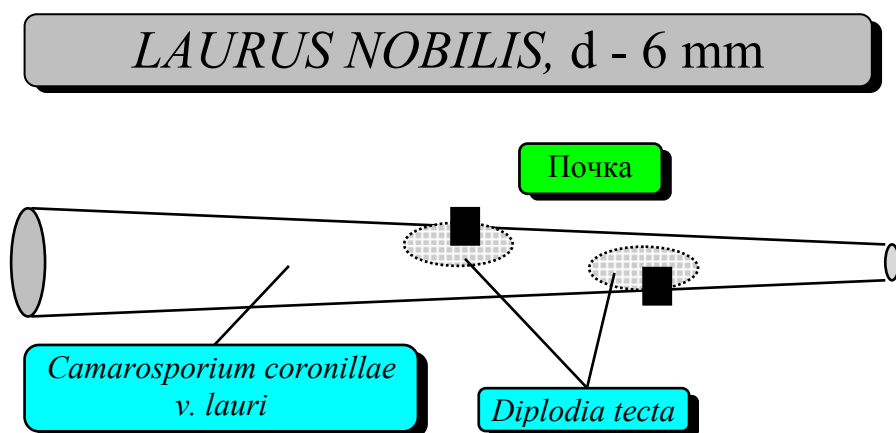 LAURUS NOBILIS, d - 6 mm
Почка
Camarosporium coronillae
v. lauri
Diplodia tecta